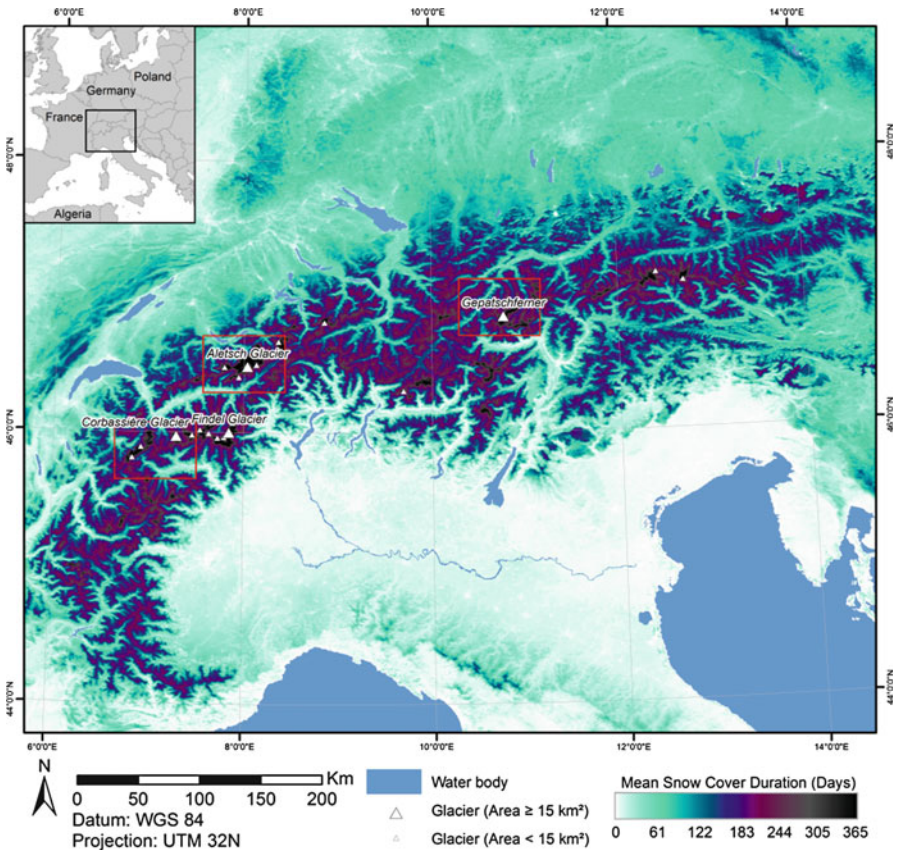 6°0'0"E 8°0'0"E 10°0'0"E 12°0'0"E 14°0'0"E
Poland
Germany
France
Algeria
48°0'0"N 48°0'0"N
Gepatschferner
Aletsch Glacier
Corbassière Glacier Findel Glacier
46°0'0"N 46°0'0"N
44°0'0"N 44°0'0"N
6°0'0"E 8°0'0"E 10°0'0"E 12°0'0"E 14°0'0"E
N
Km
0 50 100 150 200
Datum: WGS 84
Projection: UTM 32N
Water body
Glacier (Area ≥ 15 km²)
Glacier (Area < 15 km²)
Mean Snow Cover Duration (Days)
0 61 122 183 244 305 365